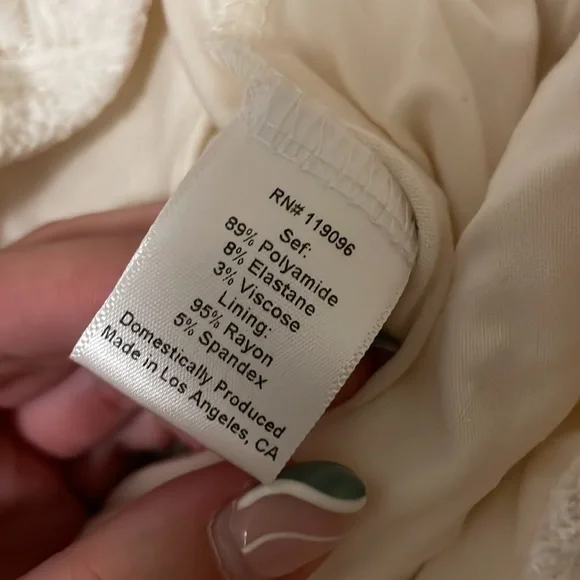 RN# 119096
Sef:
89% Polyamide
8% Elastane
3% Viscose
Lining:
95% Rayon
5% Spandex
Domestically Produced
Made in Los Angeles, CA